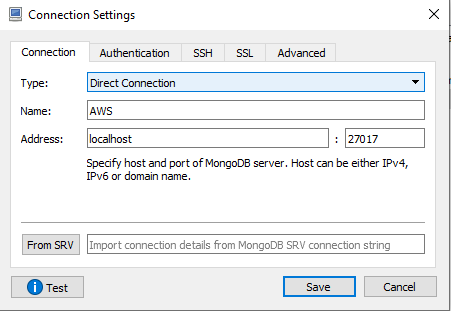 Connection Settings
Connection Authentication SSH SSL Advanced
Type: Direct Connection
Name: AWS
Address: localhost : 27017
Specify host and port of MongoDB server. Host can be either IPv4,
IPv6 or domain name.
From SRV Import connection details from MongoDB SRV connection string
Test Save Cancel